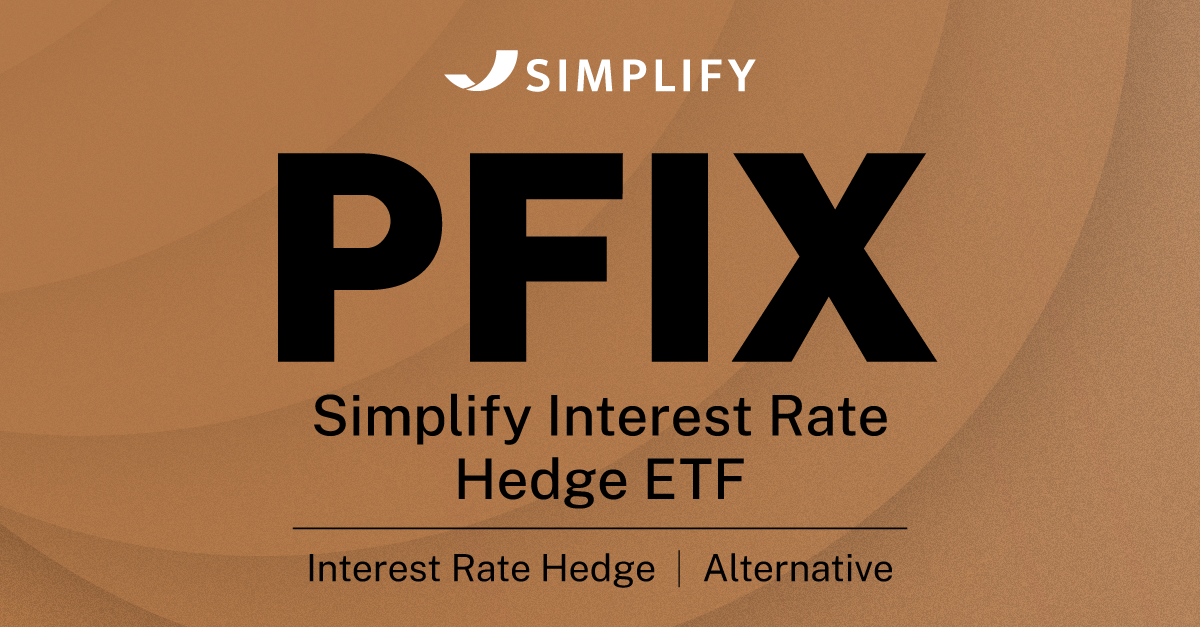 SIMPLIFY
PFIX
Simplify Interest Rate
Hedge ETF
Interest Rate Hedge | Alternative